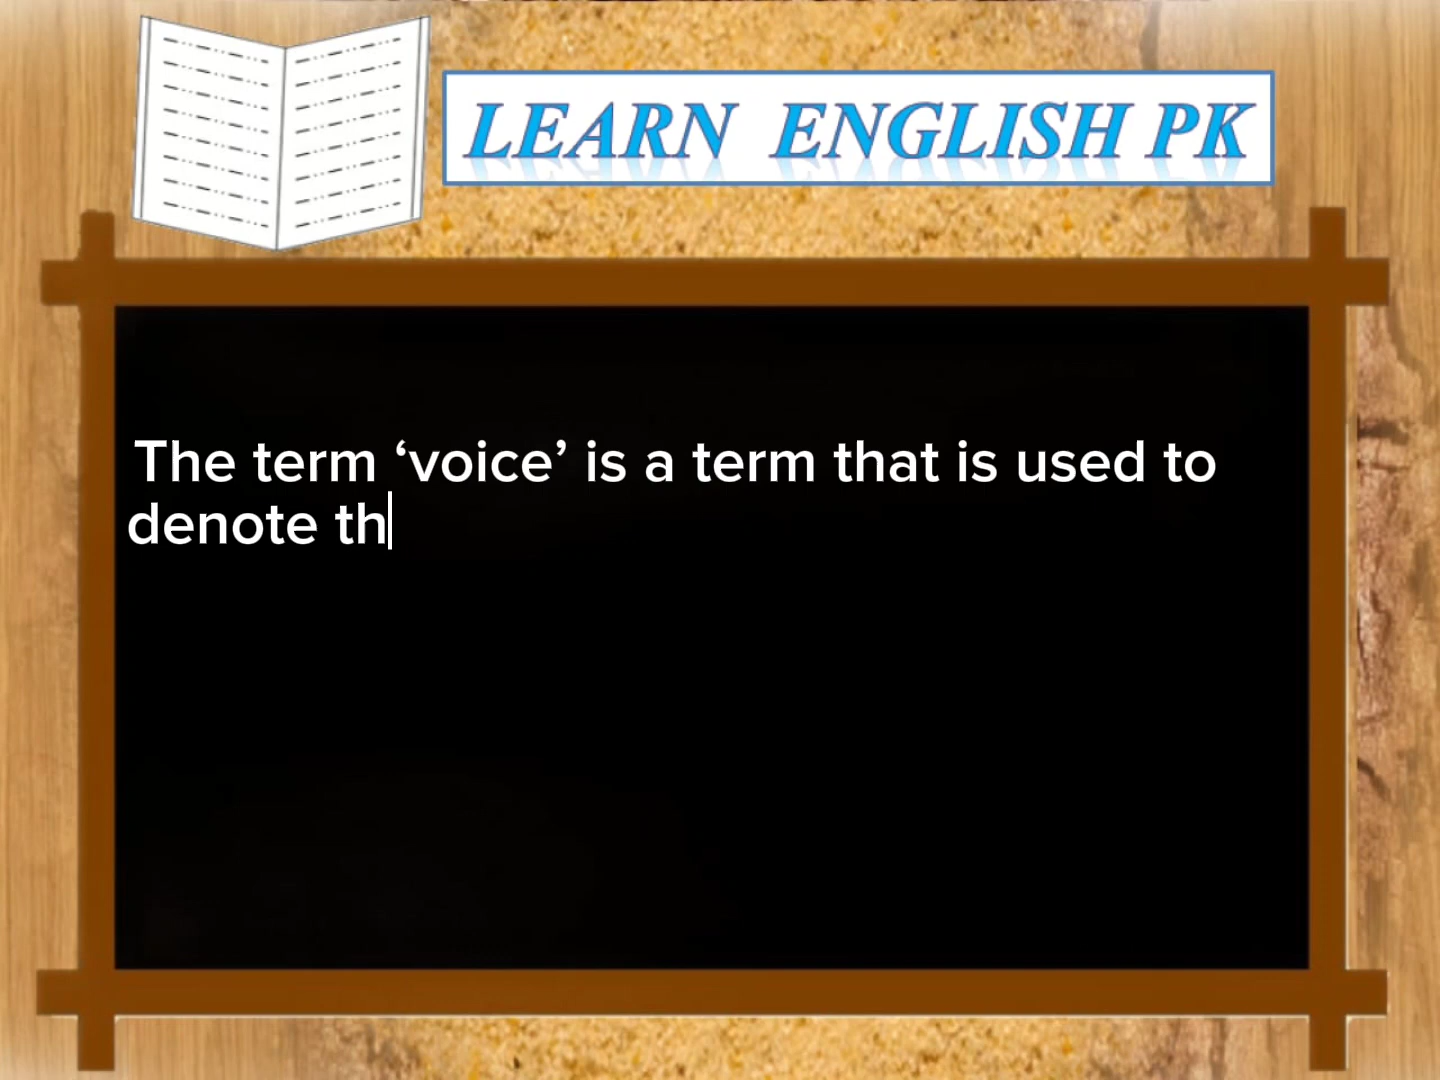 LEARN ENGLISH PK
The term ‘voice’ is a term that is used to
denote th